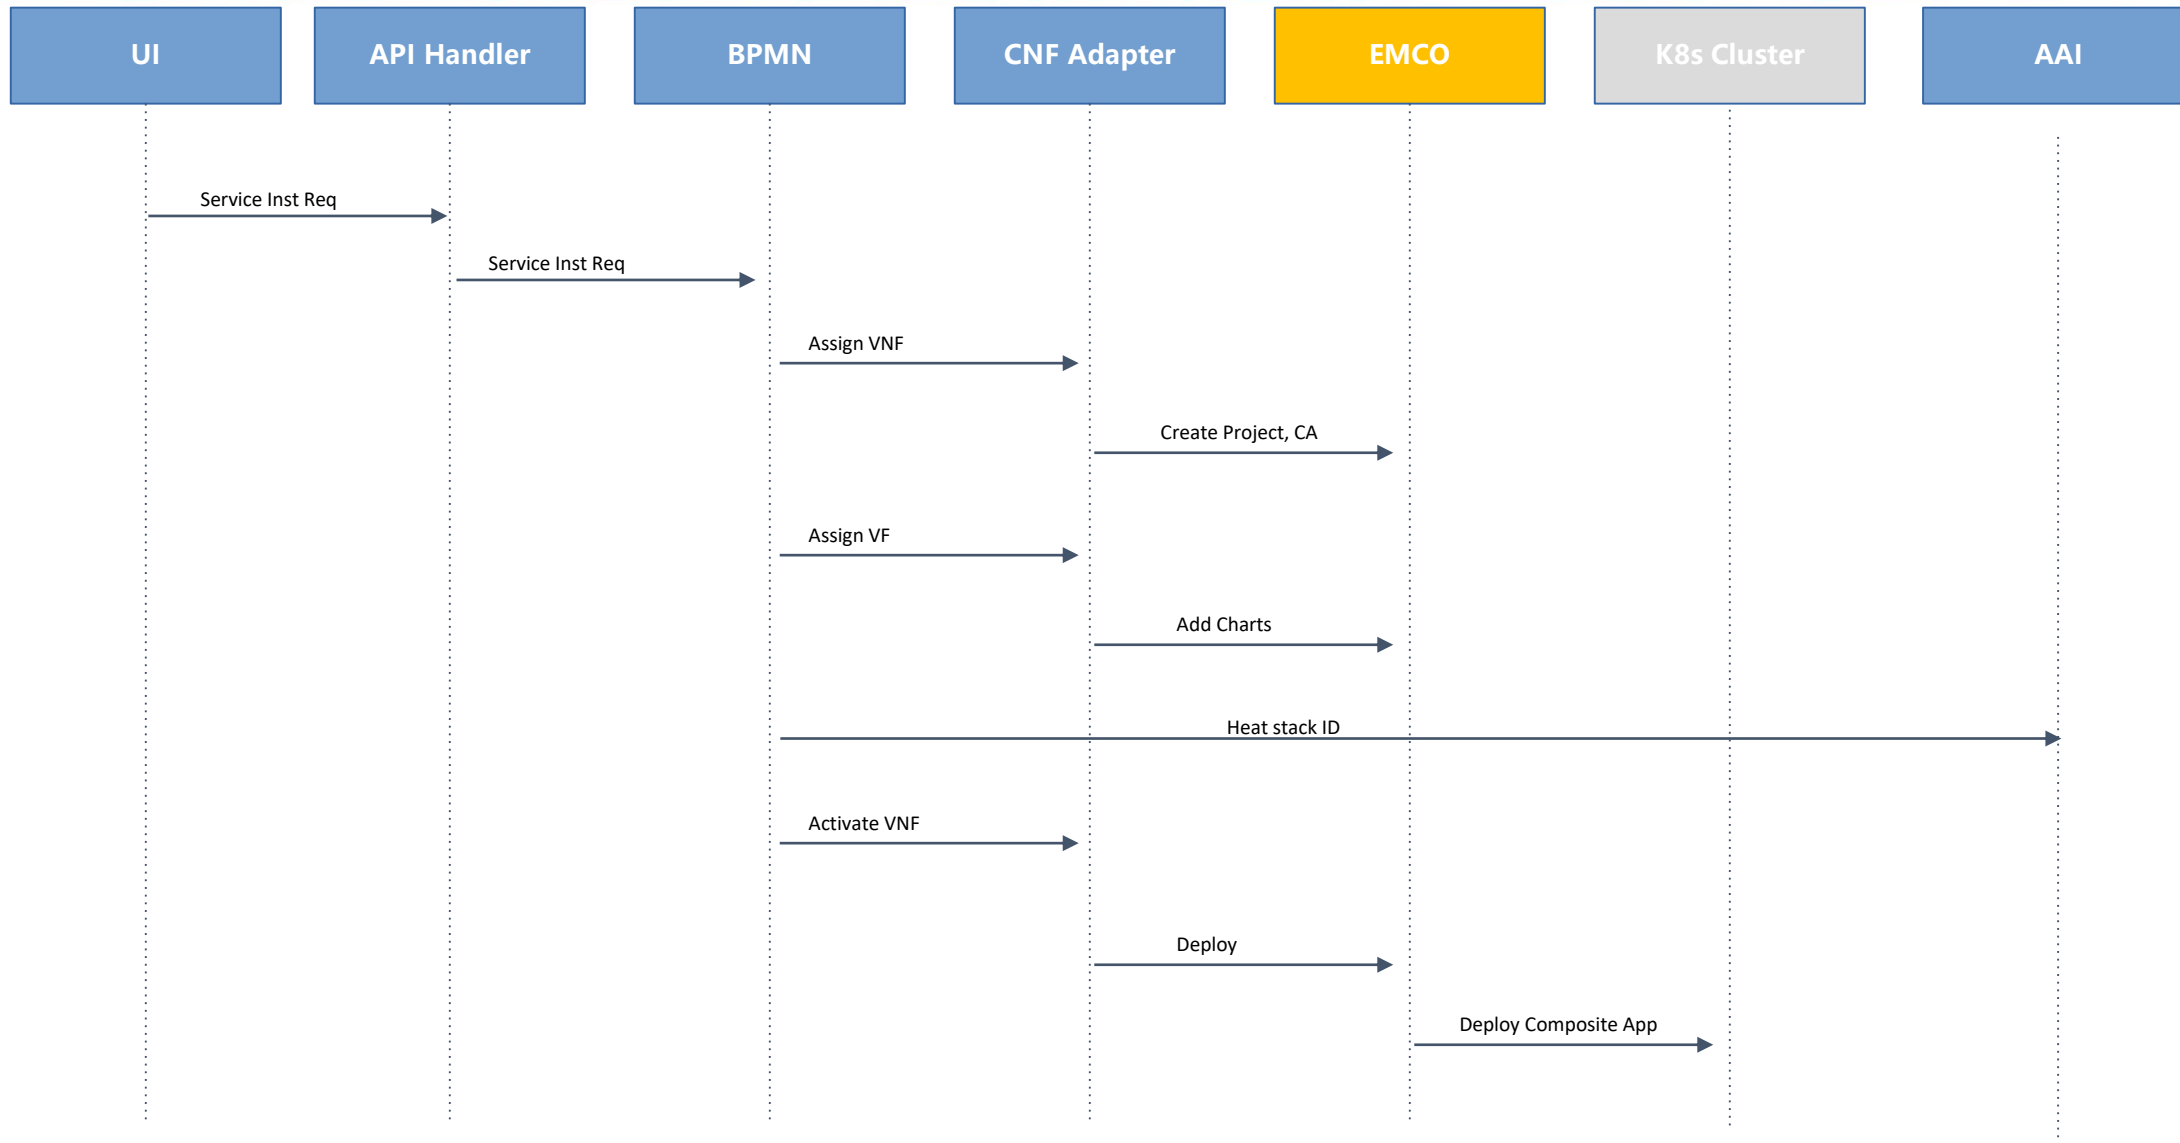 UI
API Handler
BPMN
CNF Adapter
EMCO
K8s Cluster
AAI
Service Inst Req
Service Inst Req
Assign VNF
Create Project, CA
Assign VF
Add Charts
Heat stack ID
Activate VNF
Deploy
Deploy Composite App